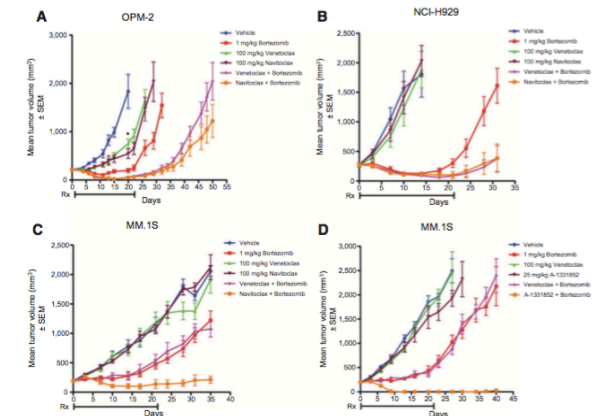 A
OPM-2
Mean tumor volume (mm³)
± SEM
3,000
2,000
1,000
0
0 5 10 15 20 25 30 35 40 45 50 55
Rx
Days
Vehicle
1 mg/kg Bortezomib
100 mg/kg Venetoclax
100 mg/kg Navitoclax
Venetoclax + Bortezomib
Navitoclax + Bortezomib
B
NCI-H929
Mean tumor volume (mm³)
± SEM
2,500
2,000
1,500
1,000
500
0
0 5 10 15 20 25 30 35
Rx
Days
Vehicle
1 mg/kg Bortezomib
100 mg/kg Venetoclax
100 mg/kg Navitoclax
Venetoclax + Bortezomib
Navitoclax + Bortezomib
C
MM.1S
Mean tumor volume (mm³)
± SEM
2,500
2,000
1,500
1,000
500
0
0 5 10 15 20 25 30 35 40
Rx
Days
Vehicle
1 mg/kg Bortezomib
100 mg/kg Venetoclax
100 mg/kg Navitoclax
Venetoclax + Bortezomib
Navitoclax + Bortezomib
D
MM.1S
Mean tumor volume (mm³)
± SEM
3,000
2,500
2,000
1,500
1,000
500
0
0 5 10 15 20 25 30 35 40 45
Rx
Days
Vehicle
1 mg/kg Bortezomib
100 mg/kg Venetoclax
25 mg/kg A-1331852
Venetoclax + Bortezomib
A-1331852 + Bortezomib